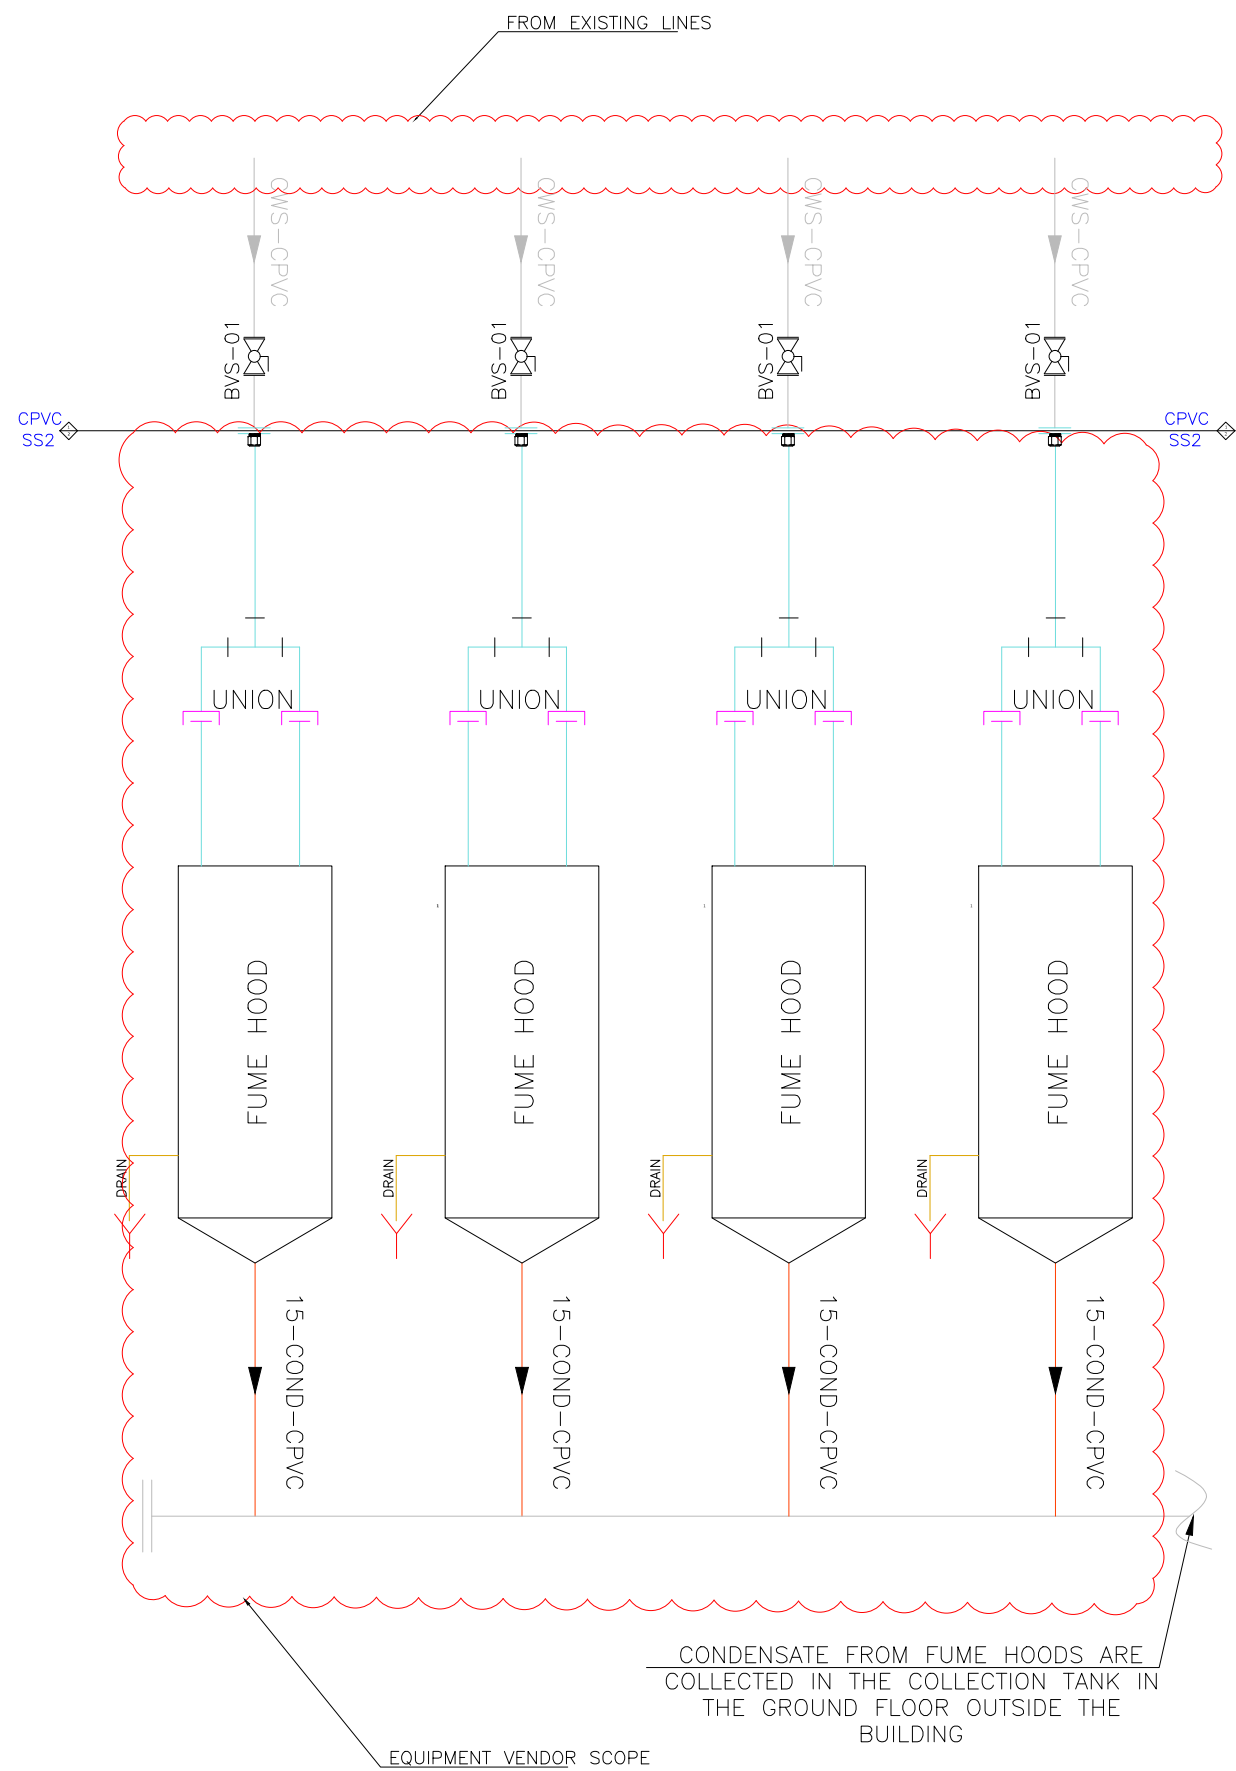 FROM EXISTING LINES
CWS-CPVC
CWS-CPVC
CWS-CPVC
CWS-CPVC
BVS-01
BVS-01
BVS-01
BVS-01
CPVC
SS2
CPVC
SS2
UNION
UNION
UNION
UNION
FUME HOOD
FUME HOOD
FUME HOOD
FUME HOOD
DRAIN
DRAIN
DRAIN
DRAIN
15-COND-CPVC
15-COND-CPVC
15-COND-CPVC
15-COND-CPVC
CONDENSATE FROM FUME HOODS ARE
COLLECTED IN THE COLLECTION TANK IN
THE GROUND FLOOR OUTSIDE THE
BUILDING
EQUIPMENT VENDOR SCOPE